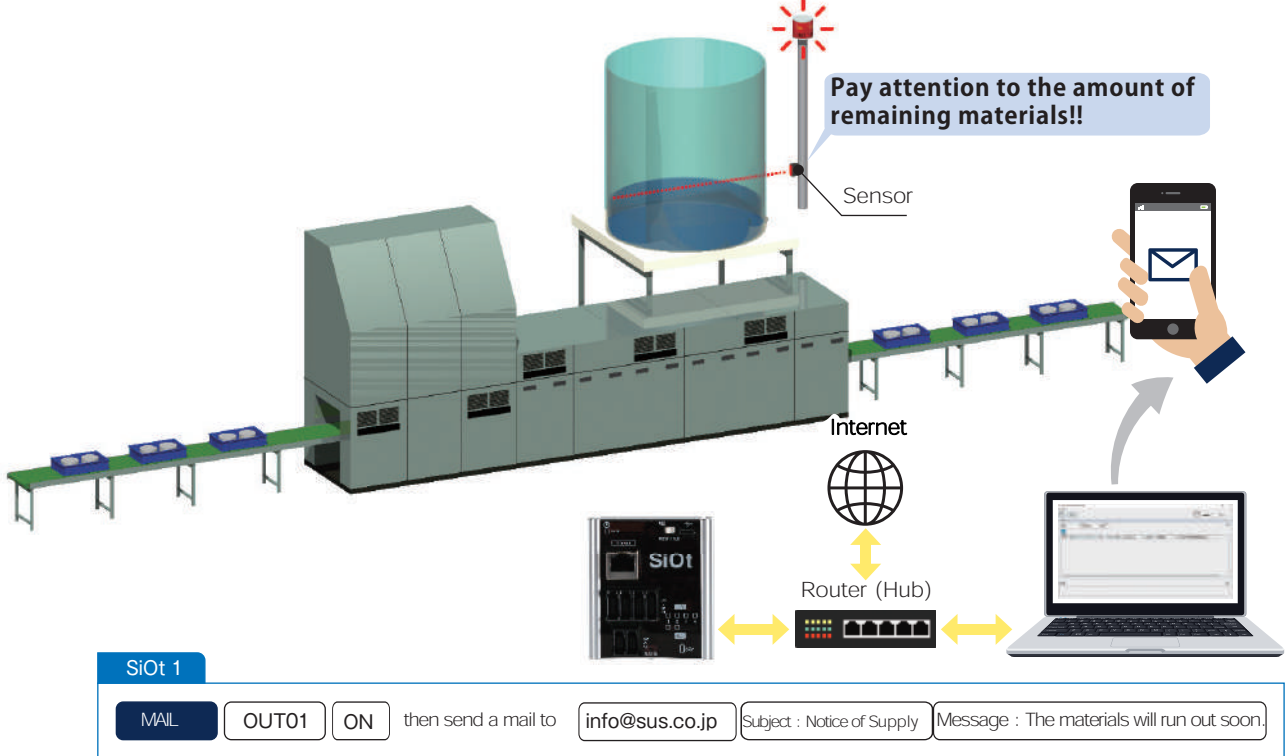 Pay attention to the amount of
remaining materials!!
Sensor
Internet
SiOt
Router (Hub)
SiOt 1
MAIL OUT01 ON then send a mail to info@sus.co.jp Subject : Notice of Supply Message : The materials will run out soon.